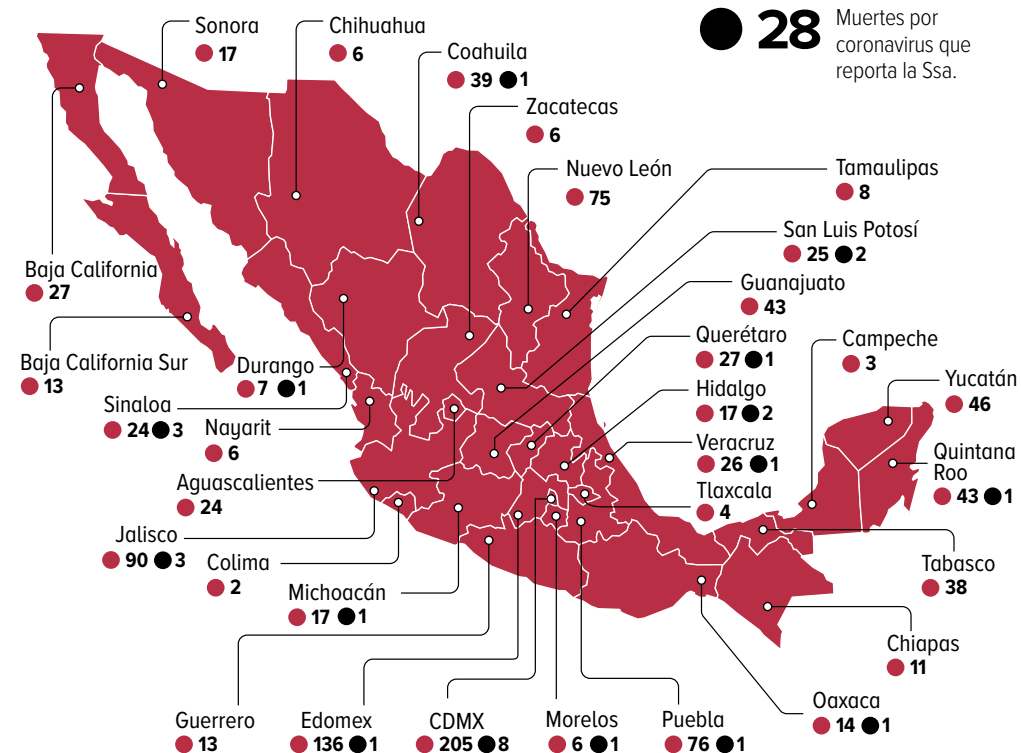 28
Muertes por
coronavirus que
reporta la Ssa.
Sonora
17
Chihuahua
6
Coahuila
39 1
Zacatecas
6
Nuevo León
75
Tamaulipas
8
San Luis Potosí
25 2
Guanajuato
43
Baja California
27
Querétaro
27 1
Campeche
3
Baja California Sur
13
Durango
7 1
Hidalgo
17 2
Yucatán
46
Sinaloa
24 3
Nayarit
6
Veracruz
26 1
Quintana
Roo
43 1
Aguascalientes
24
Tlaxcala
4
Jalisco
90 3
Colima
2
Tabasco
38
Michoacán
17 1
Chiapas
11
Oaxaca
14 1
Guerrero
13
Edomex
136 1
CDMX
205 8
Morelos
6 1
Puebla
76 1